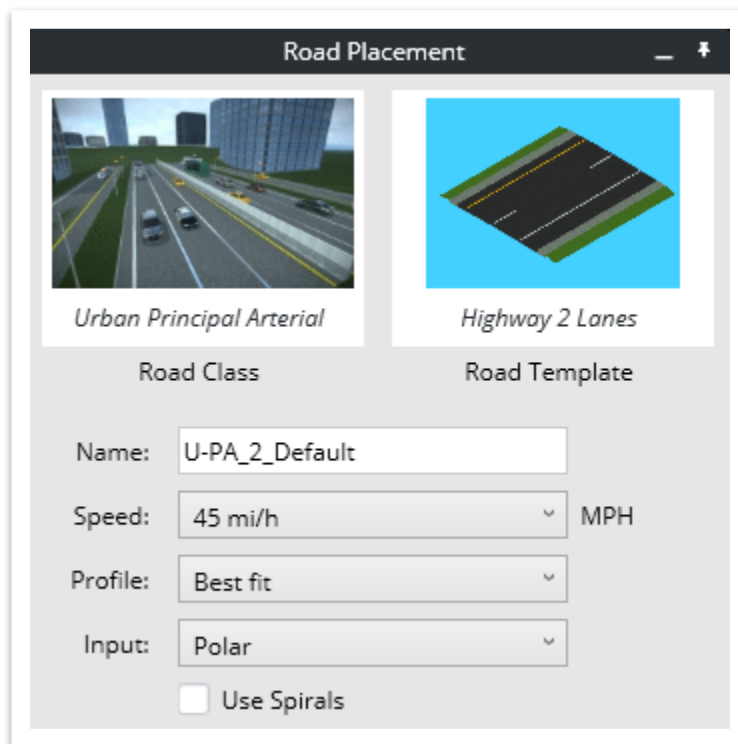 Road Placement
Urban Principal Arterial
Highway 2 Lanes
Road Class
Road Template
Name:
U-PA_2_Default
Speed:
45 mi/h
MPH
Profile:
Best fit
Input:
Polar
Use Spirals